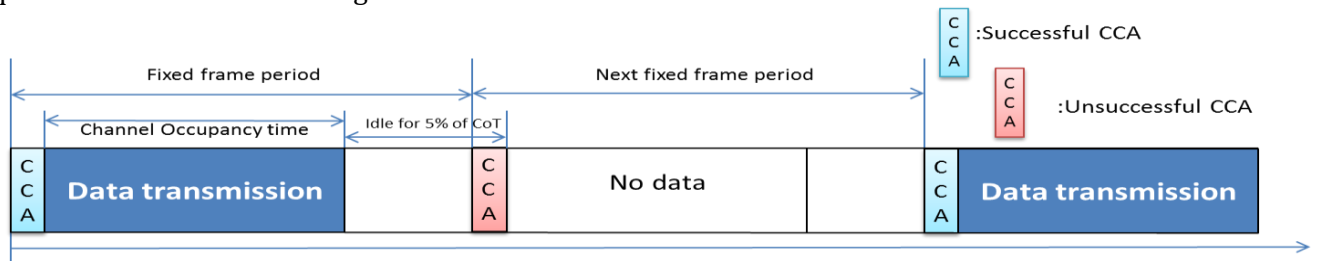 C
C
A
:Successful CCA
Fixed frame period
Next fixed frame period
C
C
A
:Unsuccessful CCA
Channel Occupancy time
Idle for 5% of CoT
C
C
A
Data transmission
C
C
A
No data
C
C
A
Data transmission